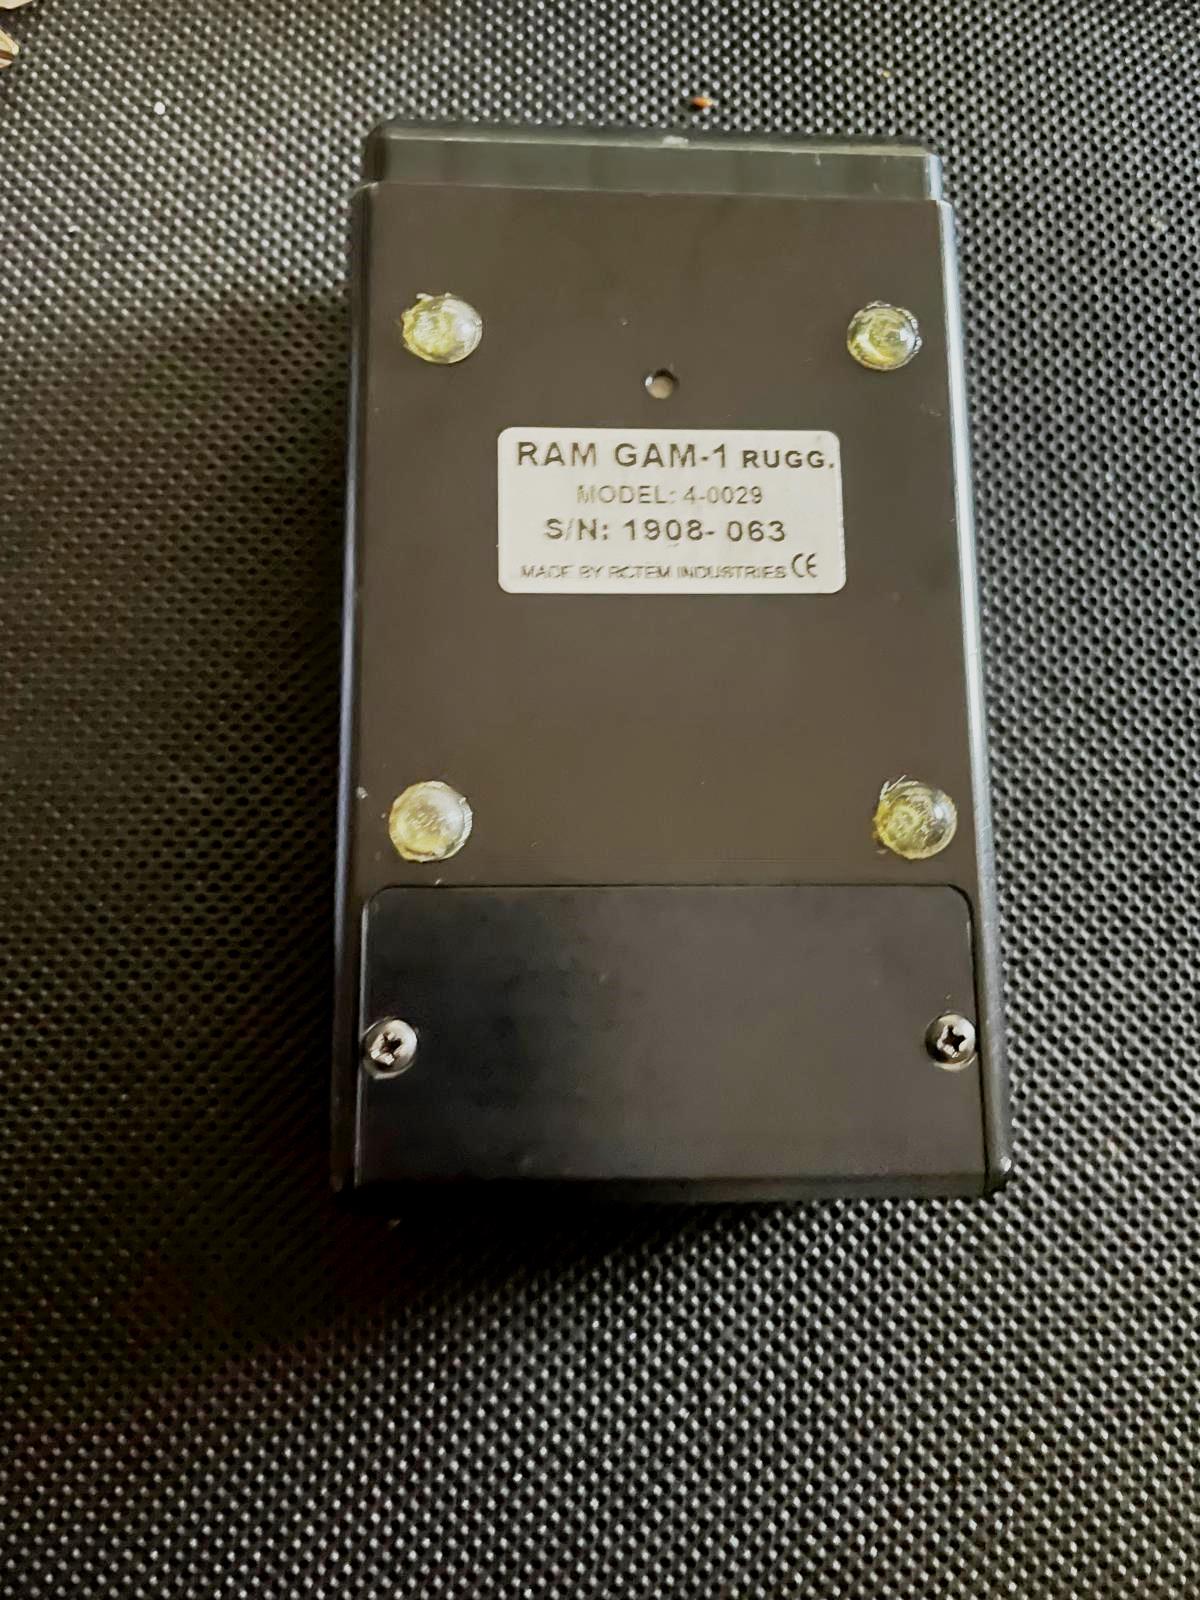 RAM GAM-1 RUGG.
MODEL: 4-0029
S/N: 1908- 063
MADE BY ROTEM INDUSTRIES CE